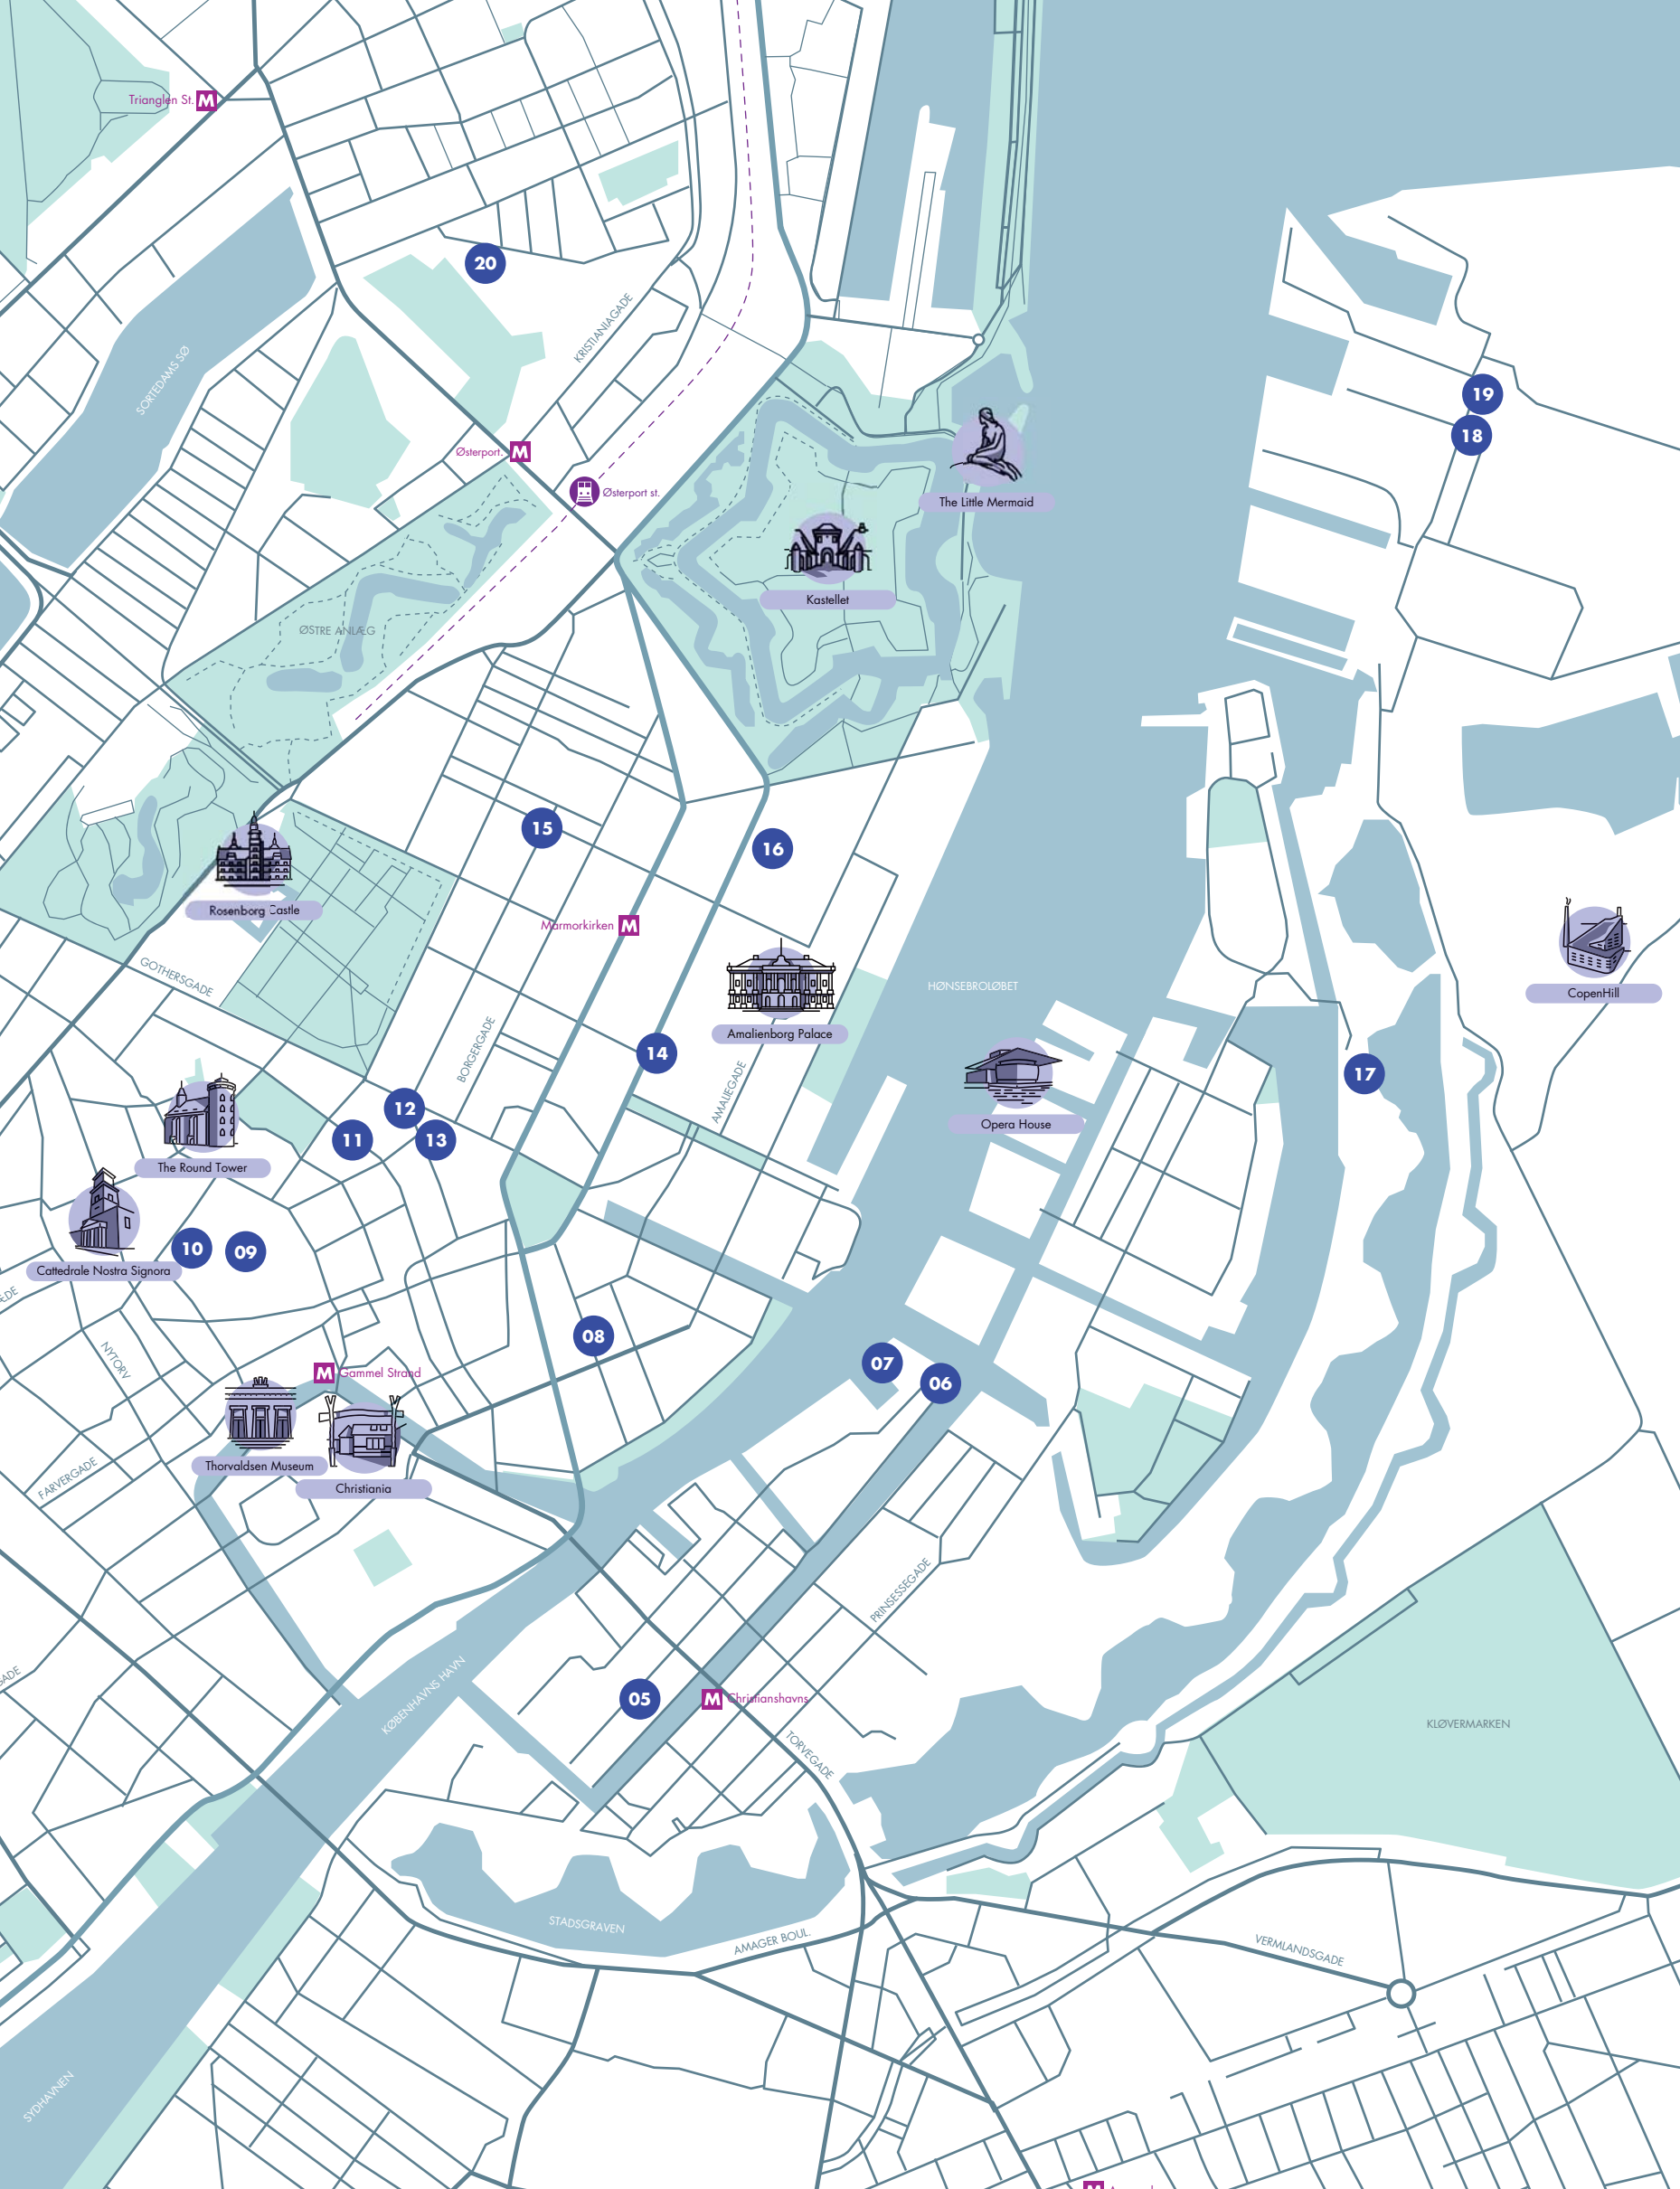 Trianglen St.
M
20
KRISTIANIAGADE
SORTEDAMS SØ
19
18
Østerport.
M
Østerport st.
The Little Mermaid
Kastellet
ØSTRE ANLÆG
15
16
Rosenborg Castle
Marmorkirken
M
GOTHERSGADE
HØNSEBROLØBET
CopenHill
Amalienborg Palace
BORGERGADE
14
AMALIEGADE
17
12
11
13
Opera House
The Round Tower
10
09
Cattedrale Nostra Signora
NYTORV
08
07
06
M
Gammel Strand
FARVERGADE
Thorvaldsen Museum
Christiania
PRINSESSEGADE
KØBENHAVNS HAVN
05
M
Christianshavns
TORVEGADE
KLØVERMARKEN
STADSGRAVEN
AMAGER BOUL.
VERMLANDSGADE
SYDHAVNEN